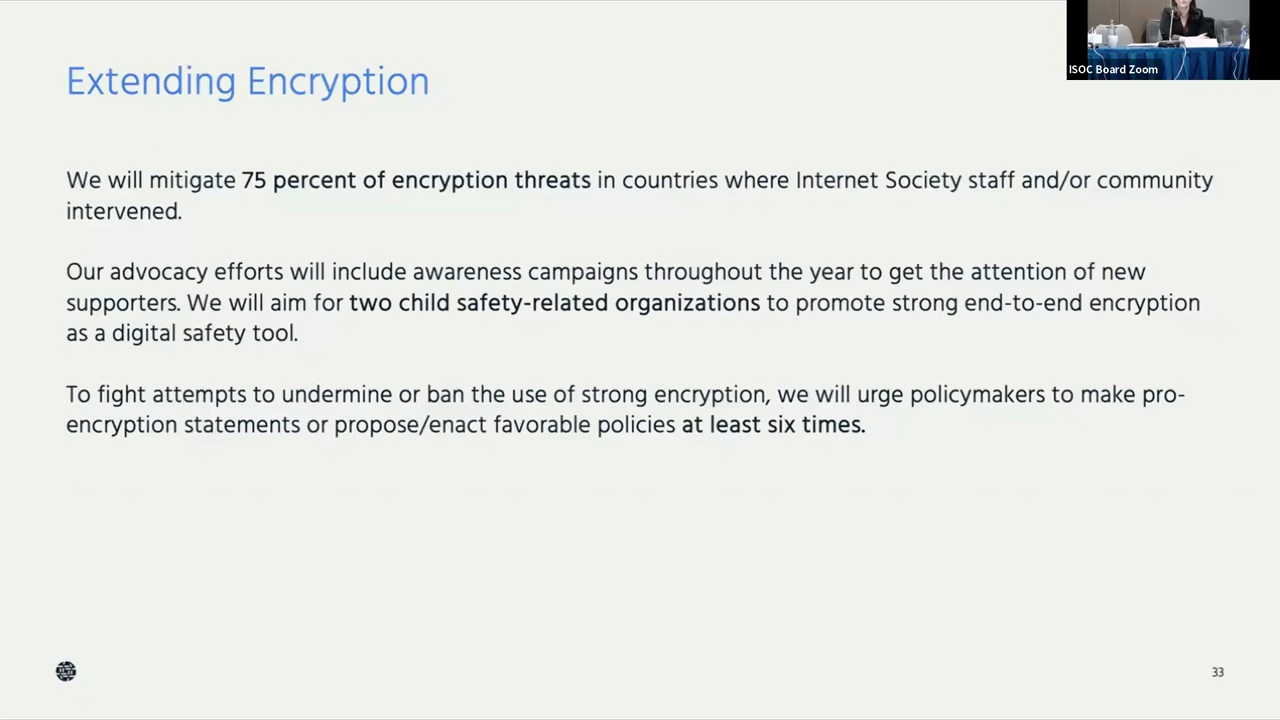 ISOC Board Zoom
Extending Encryption
We will mitigate 75 percent of encryption threats in countries where Internet Society staff and/or community
intervened.
Our advocacy efforts will include awareness campaigns throughout the year to get the attention of new
supporters. We will aim for two child safety-related organizations to promote strong end-to-end encryption
as a digital safety tool.
To fight attempts to undermine or ban the use of strong encryption, we will urge policymakers to make pro-
encryption statements or propose/enact favorable policies at least six times.
33